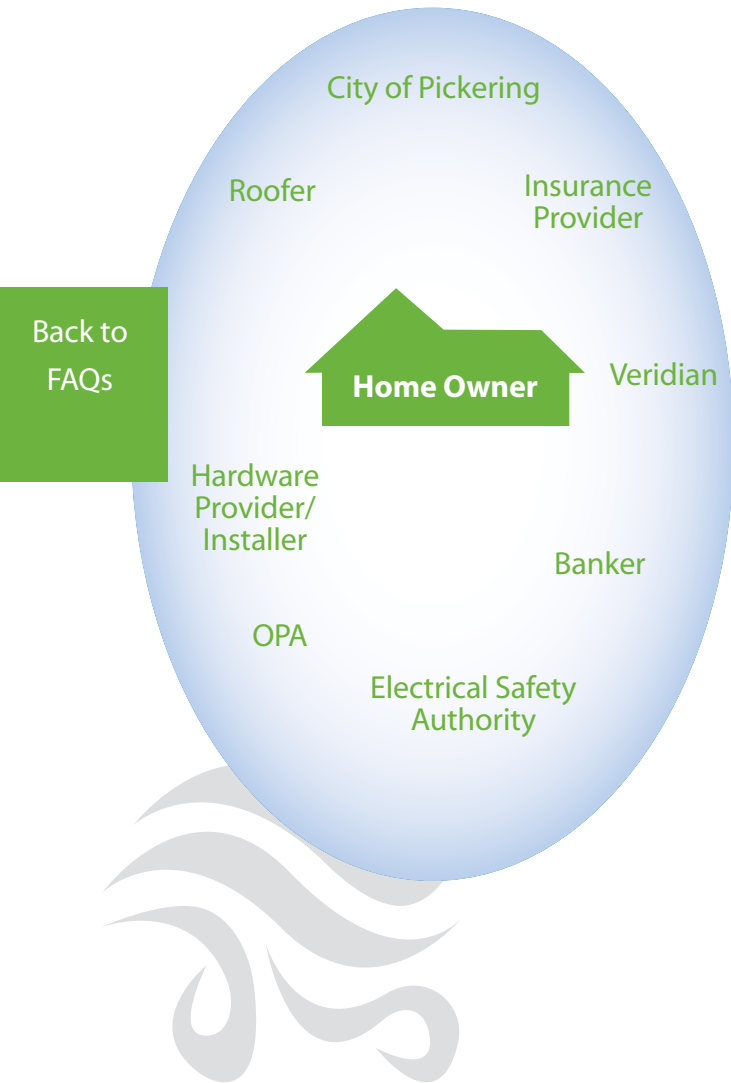 City of Pickering
Roofer
Insurance
Provider
Back to
FAQs
Home Owner
Veridian
Hardware
Provider/
Installer
Banker
OPA
Electrical Safety
Authority